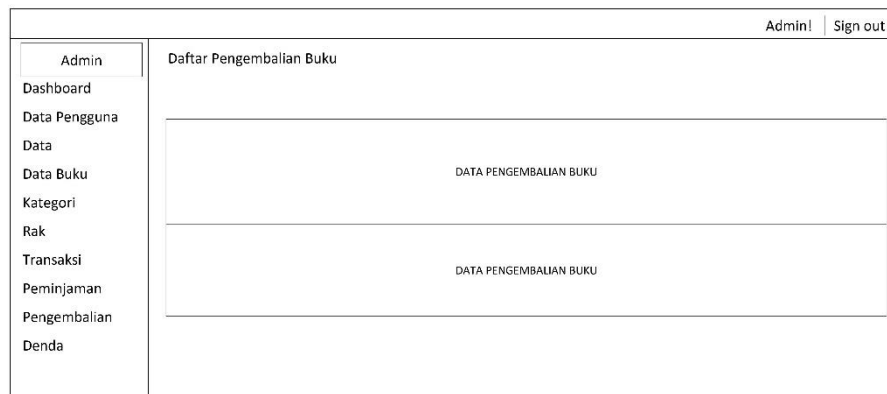 Admin! Sign out
Admin
Dashboard
Data Pengguna
Data
Data Buku
Kategori
Rak
Transaksi
Peminjaman
Pengembalian
Denda
Daftar Pengembalian Buku
DATA PENGEMBALIAN BUKU
DATA PENGEMBALIAN BUKU